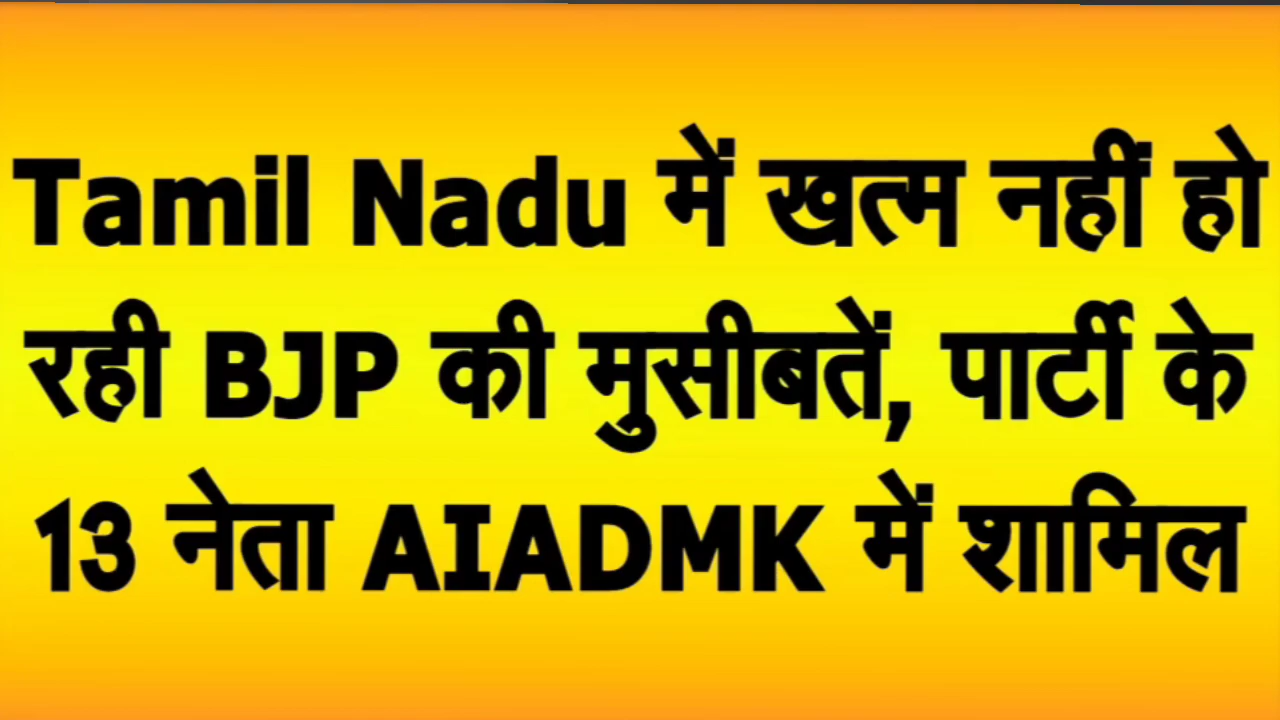 Tamil Nadu में खत्म नहीं हो
रही BJP की मुसीबतें, पार्टी के
13 नेता AIADMK में शामिल